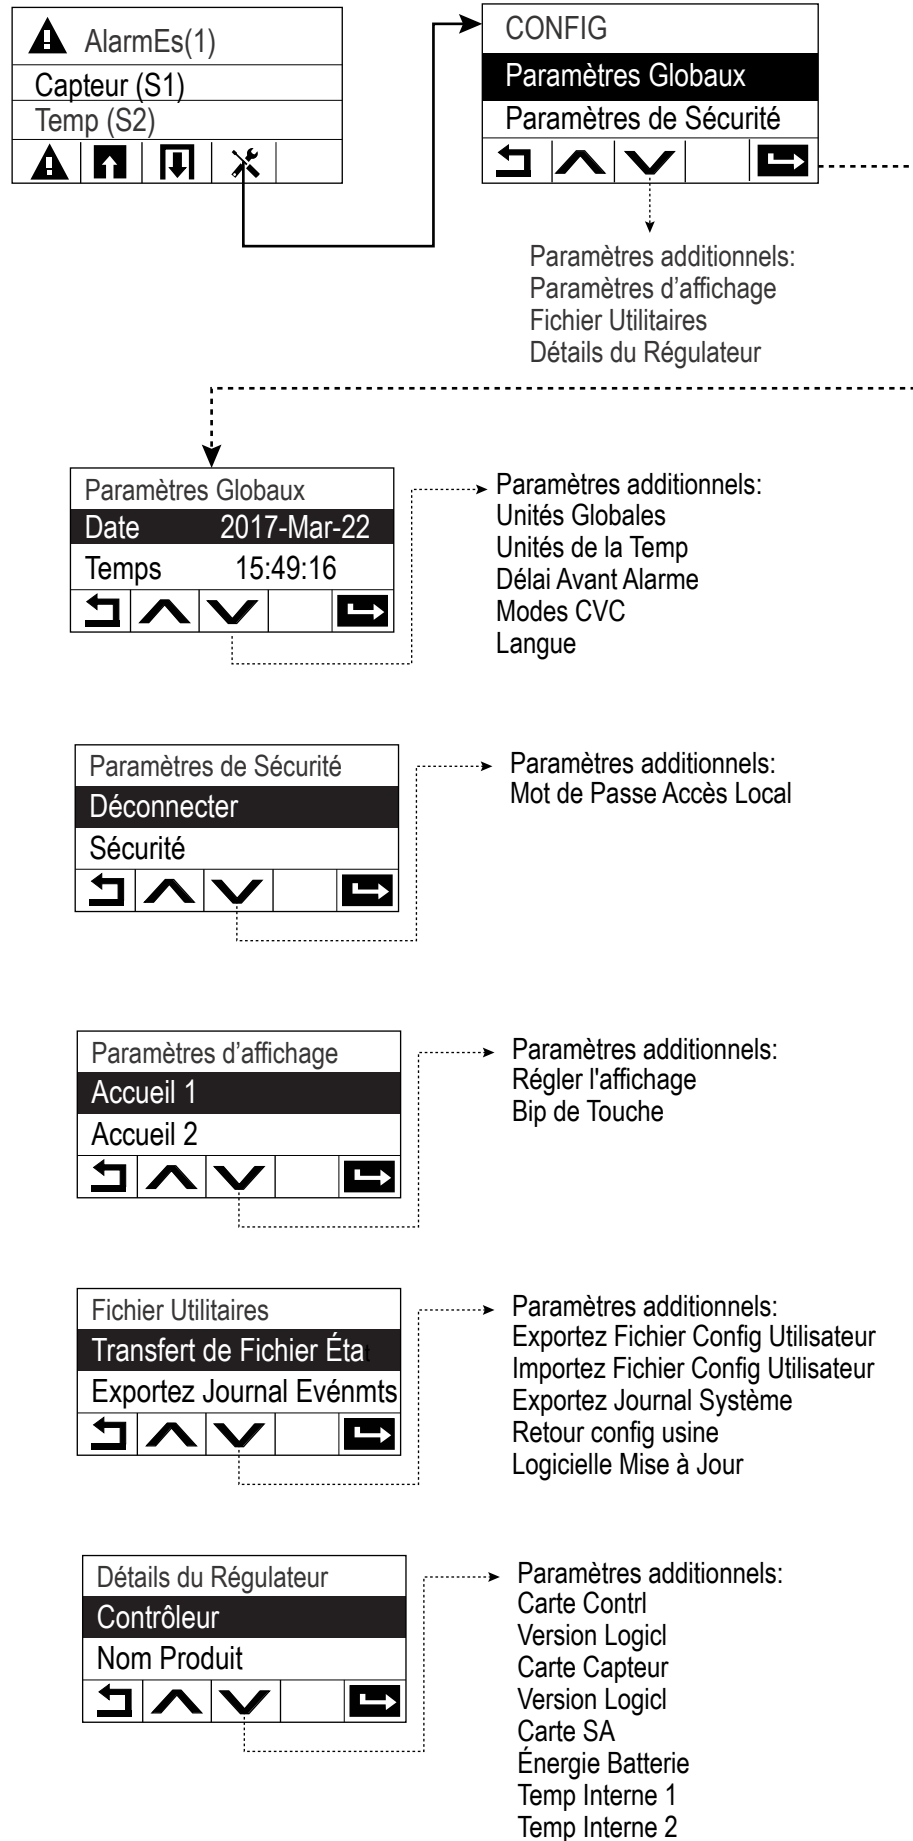 AlarmEs(1)
Capteur (S1)
Temp (S2)
CONFIG
Paramètres Globaux
Paramètres de Sécurité
Paramètres additionnels:
Paramètres d’affichage
Fichier Utilitaires
Détails du Régulateur
Paramètres Globaux
Date 2017-Mar-22
Temps 15:49:16
Paramètres additionnels:
Unités Globales
Unités de la Temp
Délai Avant Alarme
Modes CVC
Langue
Paramètres de Sécurité
Déconnecter
Sécurité
Paramètres additionnels:
Mot de Passe Accès Local
Paramètres d’affichage
Accueil 1
Accueil 2
Paramètres additionnels:
Régler l'affichage
Bip de Touche
Fichier Utilitaires
Transfert de Fichier État
Exportez Journal Evénmts
Paramètres additionnels:
Exportez Fichier Config Utilisateur
Importez Fichier Config Utilisateur
Exportez Journal Système
Retour config usine
Logicielle Mise à Jour
Détails du Régulateur
Contrôleur
Nom Produit
Paramètres additionnels:
Carte Contrl
Version Logicl
Carte Capteur
Version Logicl
Carte SA
Énergie Batterie
Temp Interne 1
Temp Interne 2